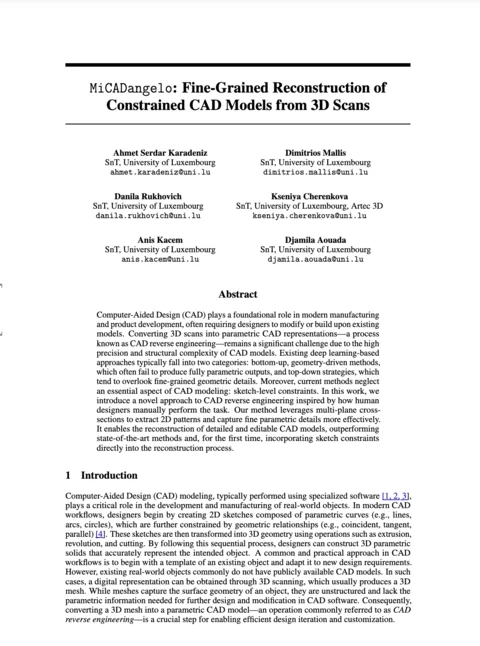 MiCADangelo: Fine-Grained Reconstruction of
Constrained CAD Models from 3D Scans
Ahmet Serdar Karadeniz
SnT, University of Luxembourg
ahmet.karadeniz@uni.lu
Dimitrios Mallis
SnT, University of Luxembourg
dimitrios.mallis@uni.lu
Danila Rukhovich
SnT, University of Luxembourg
danila.rukhovich@uni.lu
Kseniya Cherenkova
SnT, University of Luxembourg, Artec 3D
kseniya.cherenkova@uni.lu
Anis Kacem
SnT, University of Luxembourg
anis.kacem@uni.lu
Djamila Aouada
SnT, University of Luxembourg
djamila.aouada@uni.lu
Abstract
Computer-Aided Design (CAD) plays a foundational role in modern manufacturing
and product development, often requiring designers to modify or build upon existing
models. Converting 3D scans into parametric CAD representations—a process
known as CAD reverse engineering—remains a significant challenge due to the high
precision and structural complexity of CAD models. Existing deep learning-based
approaches typically fall into two categories: bottom-up, geometry-driven methods,
which often fail to produce fully parametric outputs, and top-down strategies, which
tend to overlook fine-grained geometric details. Moreover, current methods neglect
an essential aspect of CAD modeling: sketch-level constraints. In this work, we
introduce a novel approach to CAD reverse engineering inspired by how human
designers manually perform the task. Our method leverages multi-plane cross-
sections to extract 2D patterns and capture fine parametric details more effectively.
It enables the reconstruction of detailed and editable CAD models, outperforming
state-of-the-art methods and, for the first time, incorporating sketch constraints
directly into the reconstruction process.
1 Introduction
Computer-Aided Design (CAD) modeling, typically performed using specialized software [1, 2, 3],
plays a critical role in the development and manufacturing of real-world objects. In modern CAD
workflows, designers begin by creating 2D sketches composed of parametric curves (e.g., lines,
arcs, circles), which are further constrained by geometric relationships (e.g., coincident, tangent,
parallel) [4]. These sketches are then transformed into 3D geometry using operations such as extrusion,
revolution, and cutting. By following this sequential process, designers can construct 3D parametric
solids that accurately represent the intended object. A common and practical approach in CAD
workflows is to begin with a template of an existing object and adapt it to new design requirements.
However, existing real-world objects commonly do not have publicly available CAD models. In such
cases, a digital representation can be obtained through 3D scanning, which usually produces a 3D
mesh. While meshes capture the surface geometry of an object, they are unstructured and lack the
parametric information needed for further design and modification in CAD software. Consequently,
converting a 3D mesh into a parametric CAD model—an operation commonly referred to as CAD
reverse engineering—is a crucial step for enabling efficient design iteration and customization.